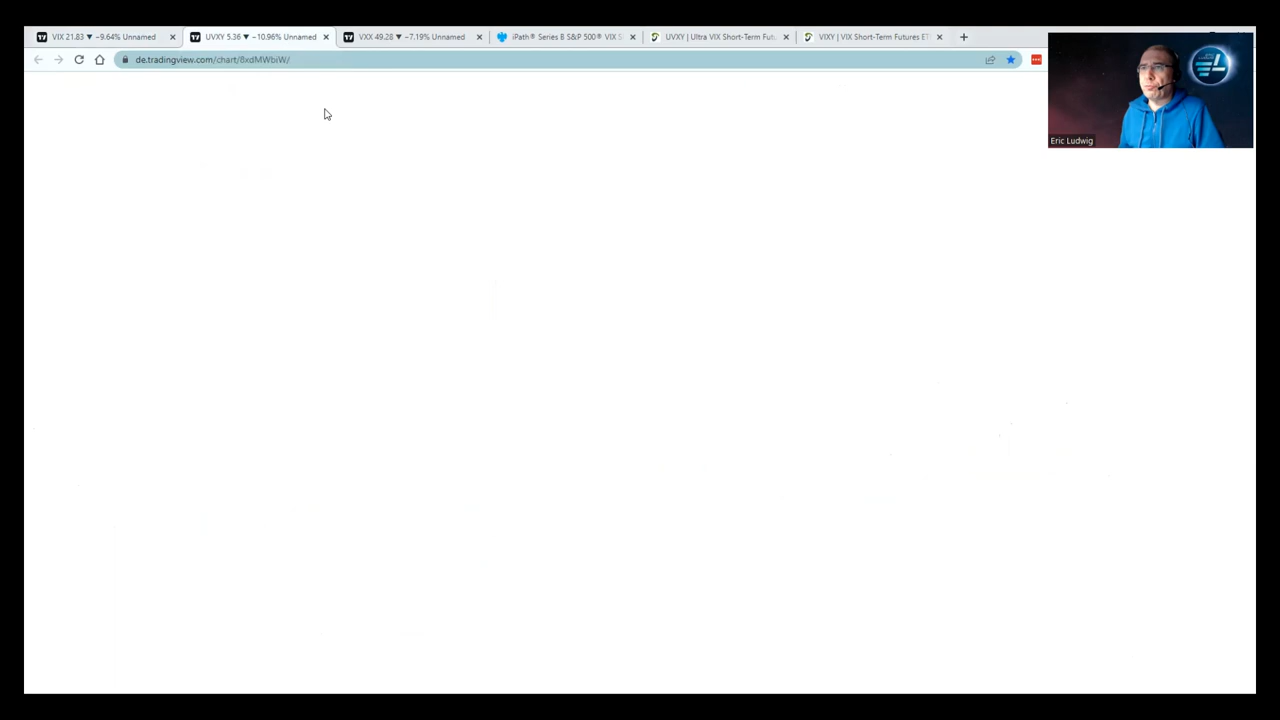 VIX 21.83 ▼ −9.64% Unnamed
UVXY 5.36 ▼ −10.96% Unnamed
VXX 49.28 ▼ −7.19% Unnamed
iPath® Series B S&P 500® VIX S
UVXY | Ultra VIX Short-Term Futu
VIXY | VIX Short-Term Futures ETF
de.tradingview.com/chart/8xdMWbiW/
Eric Ludwig